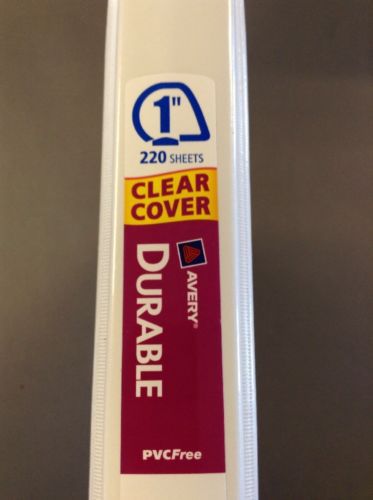 1"
220 SHEETS
CLEAR
COVER
AVERY®
DURABLE
PVCFree